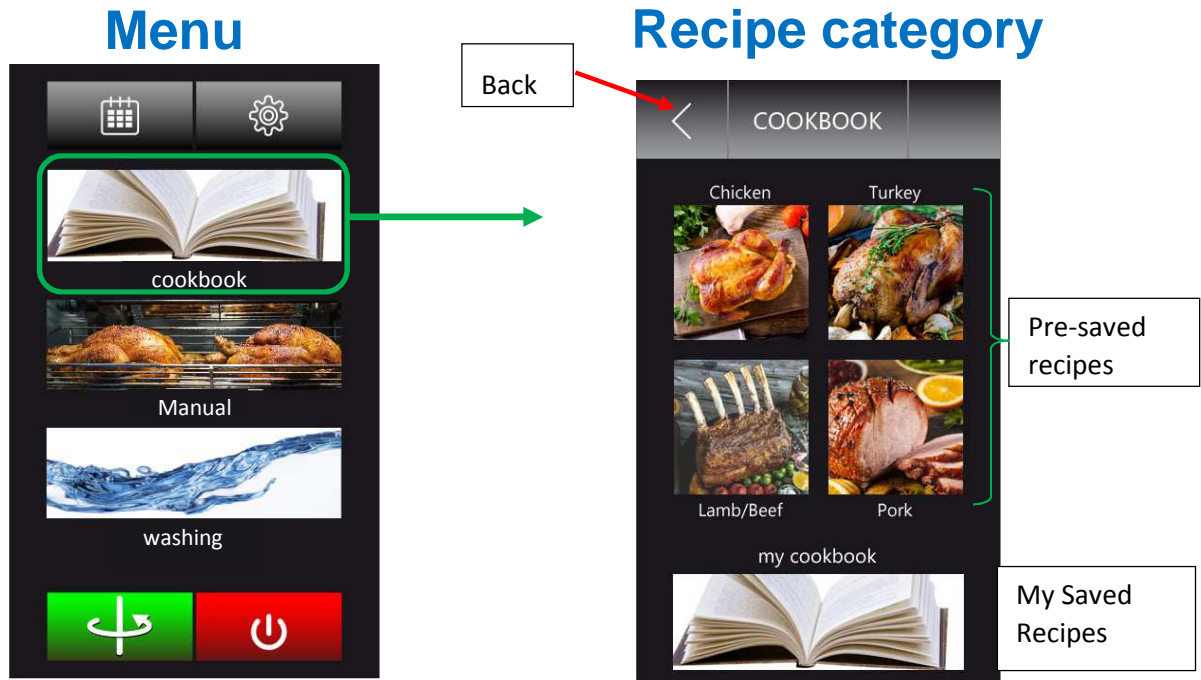 Menu
Recipe category
Back
COOKBOOK
Chicken
Turkey
cookbook
Pre-saved
recipes
Manual
Lamb/Beef
Pork
washing
my cookbook
My Saved
Recipes